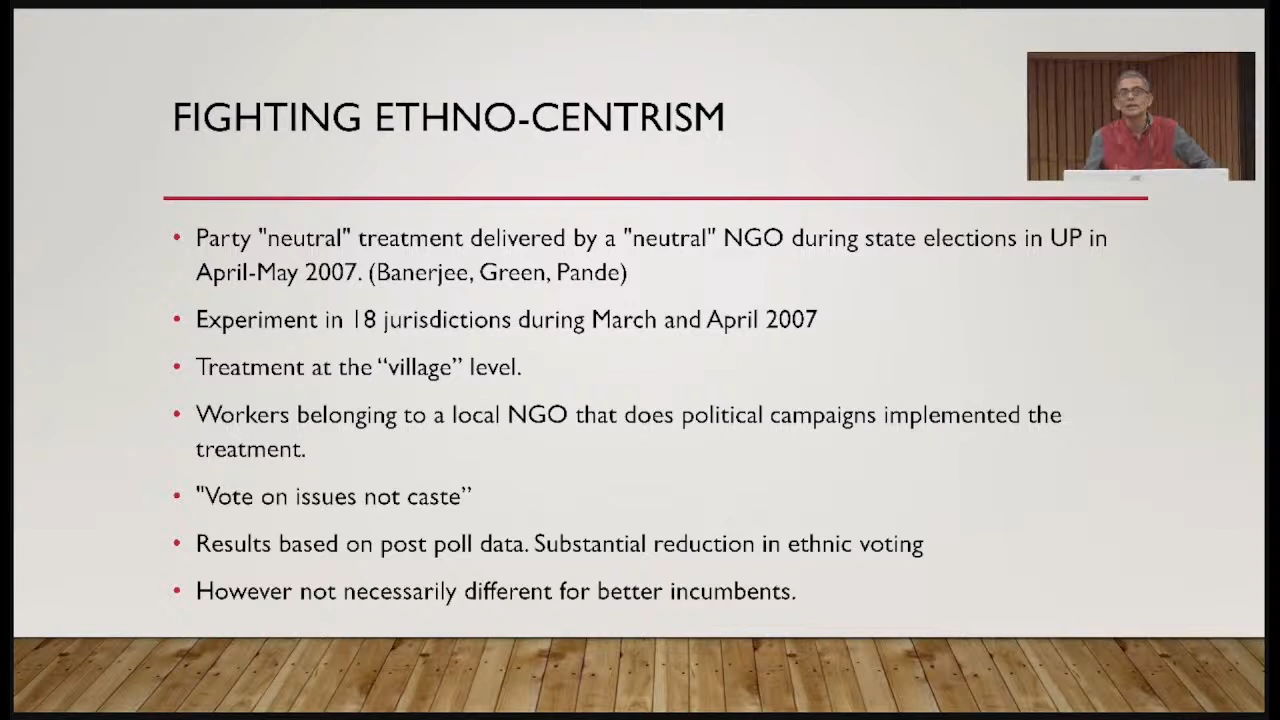 FIGHTING ETHNO-CENTRISM
• Party "neutral" treatment delivered by a "neutral" NGO during state elections in UP in
April-May 2007. (Banerjee, Green, Pande)
• Experiment in 18 jurisdictions during March and April 2007
• Treatment at the “village” level.
• Workers belonging to a local NGO that does political campaigns implemented the
treatment.
• "Vote on issues not caste”
• Results based on post poll data. Substantial reduction in ethnic voting
• However not necessarily different for better incumbents.